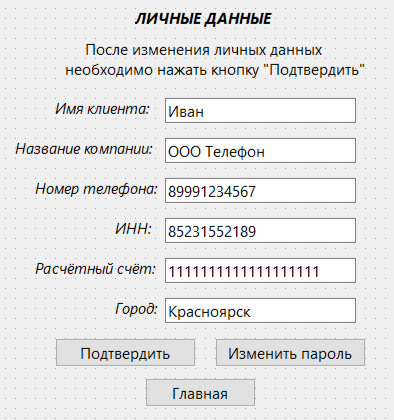 ЛИЧНЫЕ ДАННЫЕ
После изменения личных данных
необходимо нажать кнопку "Подтвердить"
Имя клиента: Иван
Название компании: ООО Телефон
Номер телефона: 89991234567
ИНН: 85231552189
Расчётный счёт: 1111111111111111111
Город: Красноярск
Подтвердить Изменить пароль
Главная